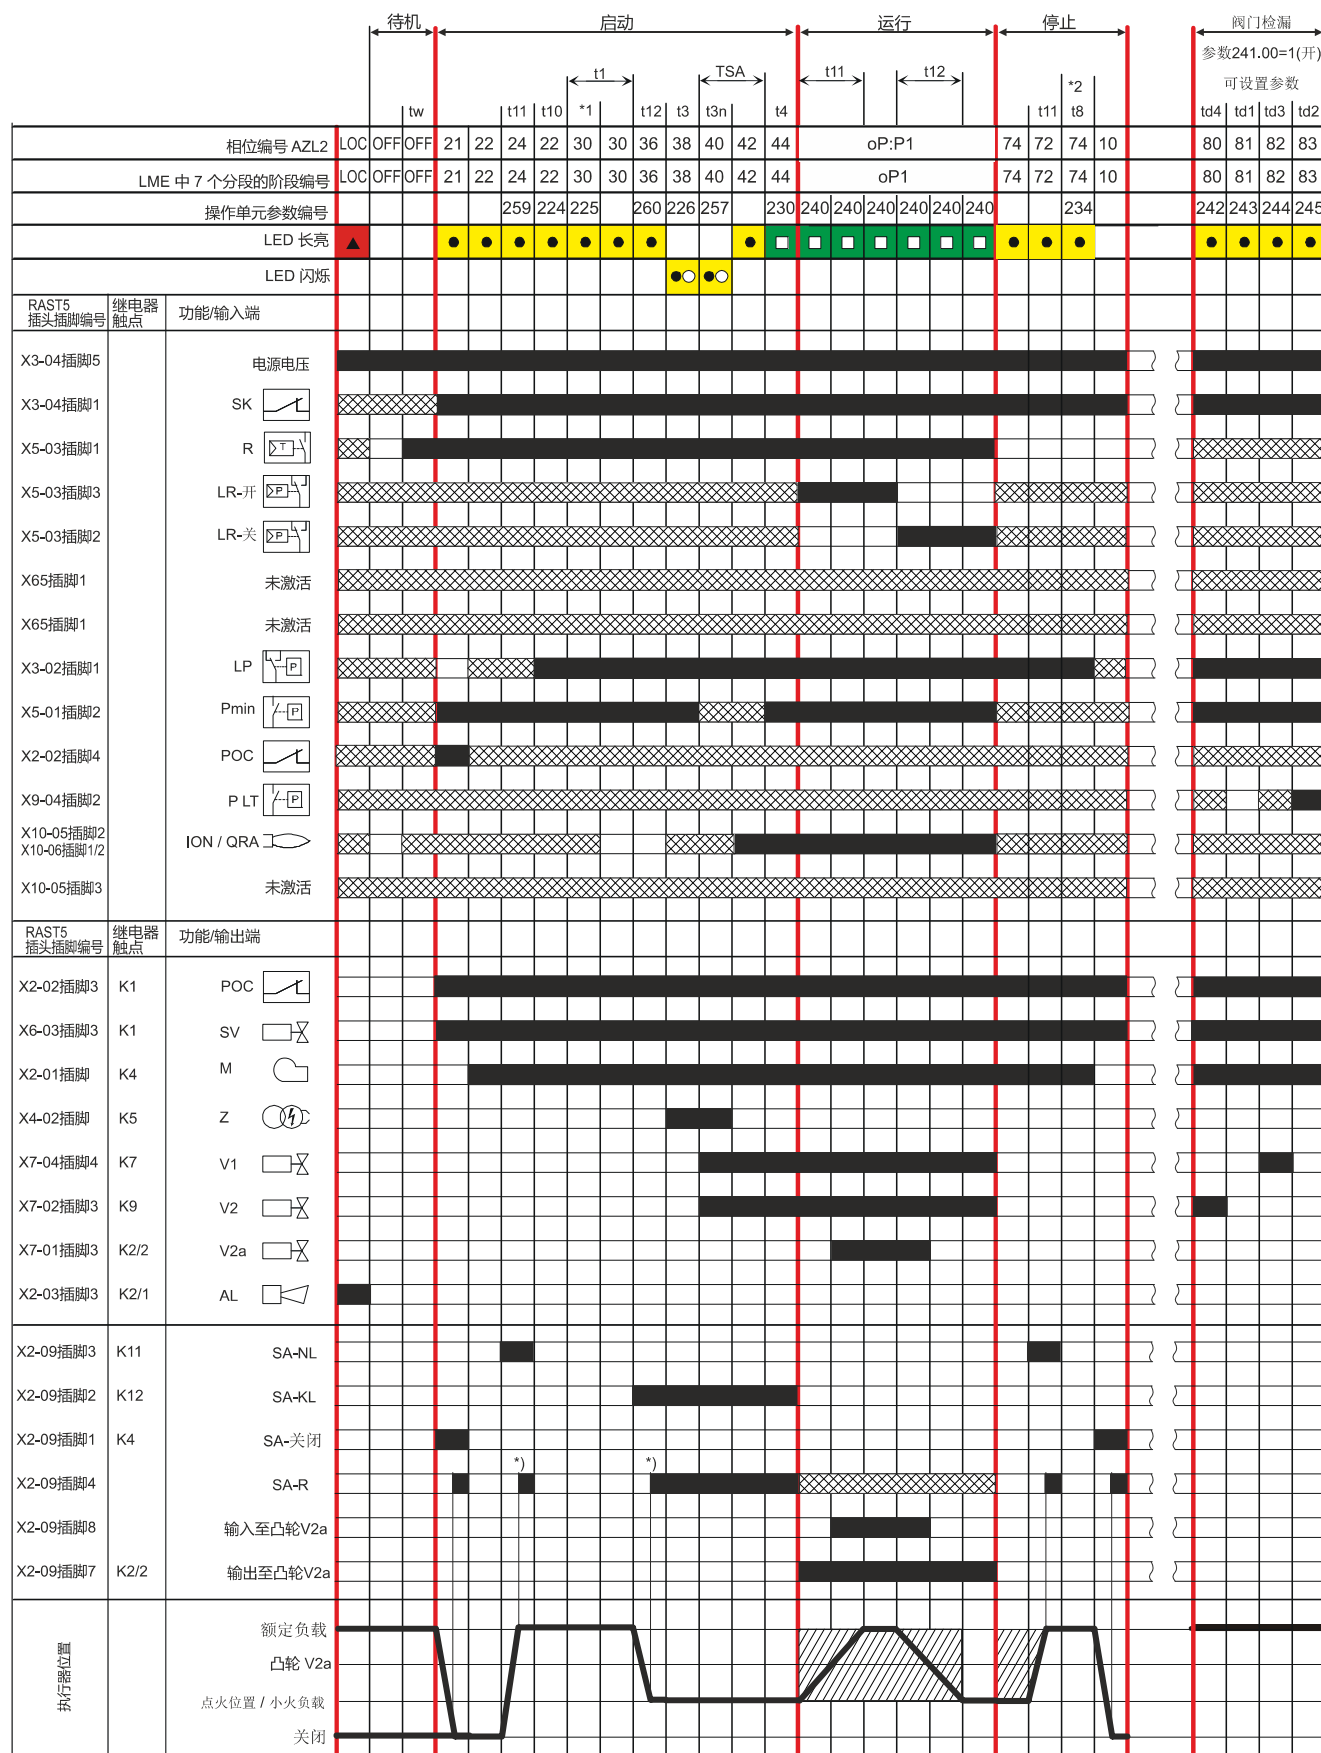 待机 启动 运行 停止 阀门检漏
参数241.00=1(开)
t1 TSA t11 t12 可设置参数
*2
tw t11 t10 *1 t12 t3 t3n t4 t11 t8 td4 td1 td3 td2
相位编号 AZL2 LOC OFF OFF 21 22 24 22 30 30 36 38 40 42 44 oP:P1 74 72 74 10 80 81 82 83
LME 中 7 个分段的阶段编号 LOC OFF OFF 21 22 24 22 30 30 36 38 40 42 44 oP1 74 72 74 10 80 81 82 83
操作单元参数编号 259 224 225 260 226 257 230 240 240 240 240 240 240 234 242 243 244 245
LED 长亮
LED 闪烁
RAST5 继电器 功能/输入端
插头插脚编号 触点
X3-04插脚5 电源电压
X3-04插脚1 SK
X5-03插脚1 R T
X5-03插脚3 LR-开 P
X5-03插脚2 LR-关 P
X65插脚1 未激活
X65插脚1 未激活
X3-02插脚1 LP P
X5-01插脚2 Pmin P
X2-02插脚4 POC
X9-04插脚2 P LT P
X10-05插脚2 ION / QRA
X10-06插脚1/2
X10-05插脚3 未激活
RAST5 继电器 功能/输出端
插头插脚编号 触点
X2-02插脚3 K1 POC
X6-03插脚3 K1 SV
X2-01插脚 K4 M
X4-02插脚 K5 Z
X7-04插脚4 K7 V1
X7-02插脚3 K9 V2
X7-01插脚3 K2/2 V2a
X2-03插脚3 K2/1 AL
X2-09插脚3 K11 SA-NL
X2-09插脚2 K12 SA-KL
X2-09插脚1 K4 SA-关闭
*) *)
X2-09插脚4 SA-R
X2-09插脚8 输入至凸轮V2a
X2-09插脚7 K2/2 输出至凸轮V2a
执行器位置
额定负载
凸轮 V2a
点火位置 / 小火负载
关闭